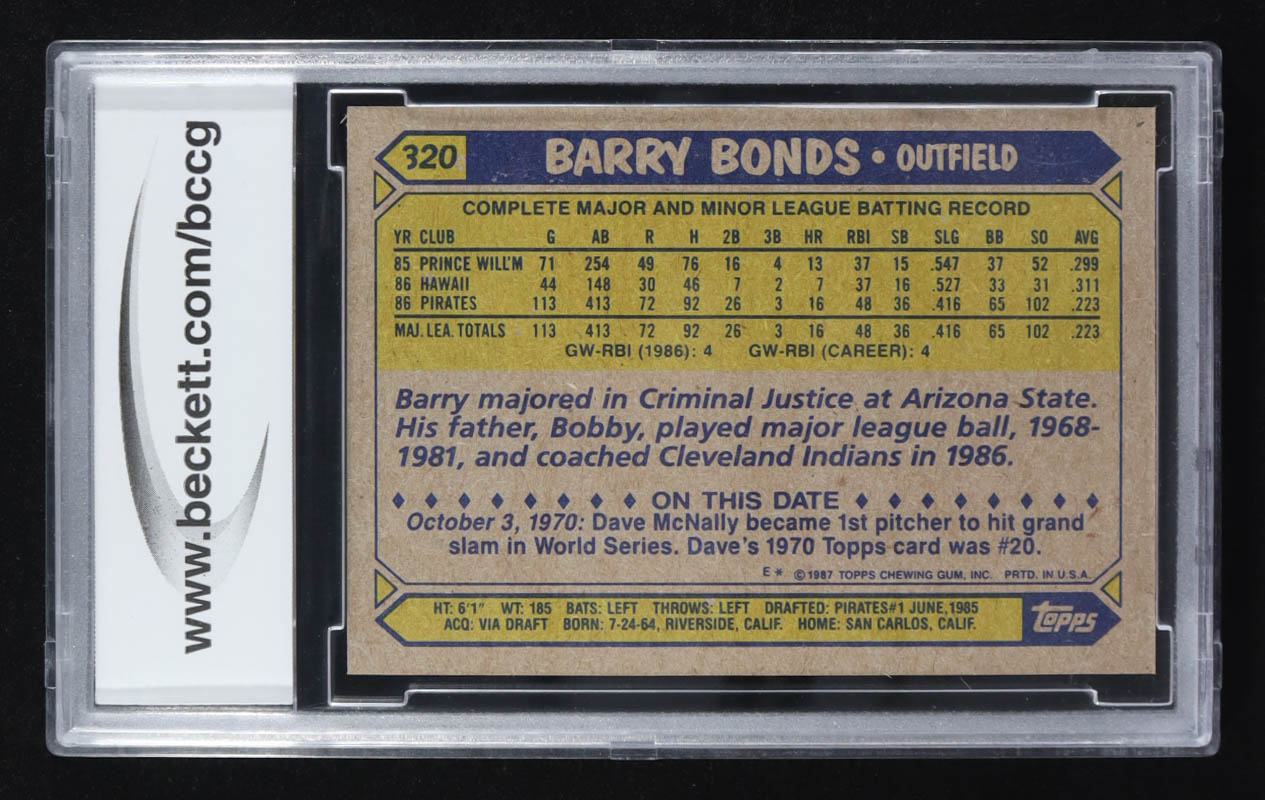 www.beckett.com/bccg
320 BARRY BONDS • OUTFIELD
COMPLETE MAJOR AND MINOR LEAGUE BATTING RECORD
YR CLUB G AB R H 2B 3B HR RBI SB SLG BB SO AVG
85 PRINCE WILL'M 71 254 49 76 16 4 13 37 15 .547 37 52 .299
86 HAWAII 44 148 30 46 7 2 7 37 16 .527 33 31 .311
86 PIRATES 113 413 72 92 26 3 16 48 36 .416 65 102 .223
MAJ. LEA. TOTALS 113 413 72 92 26 3 16 48 36 .416 65 102 .223
GW-RBI (1986): 4 GW-RBI (CAREER): 4
Barry majored in Criminal Justice at Arizona State.
His father, Bobby, played major league ball, 1968-
1981, and coached Cleveland Indians in 1986.
ON THIS DATE
October 3, 1970: Dave McNally became 1st pitcher to hit grand
slam in World Series. Dave's 1970 Topps card was #20.
E* ©1987 TOPPS CHEWING GUM, INC. PRTD. IN U.S.A.
HT: 6'1" WT: 185 BATS: LEFT THROWS: LEFT DRAFTED: PIRATES#1 JUNE,1985
ACQ: VIA DRAFT BORN: 7-24-64, RIVERSIDE, CALIF. HOME: SAN CARLOS, CALIF.
Topps